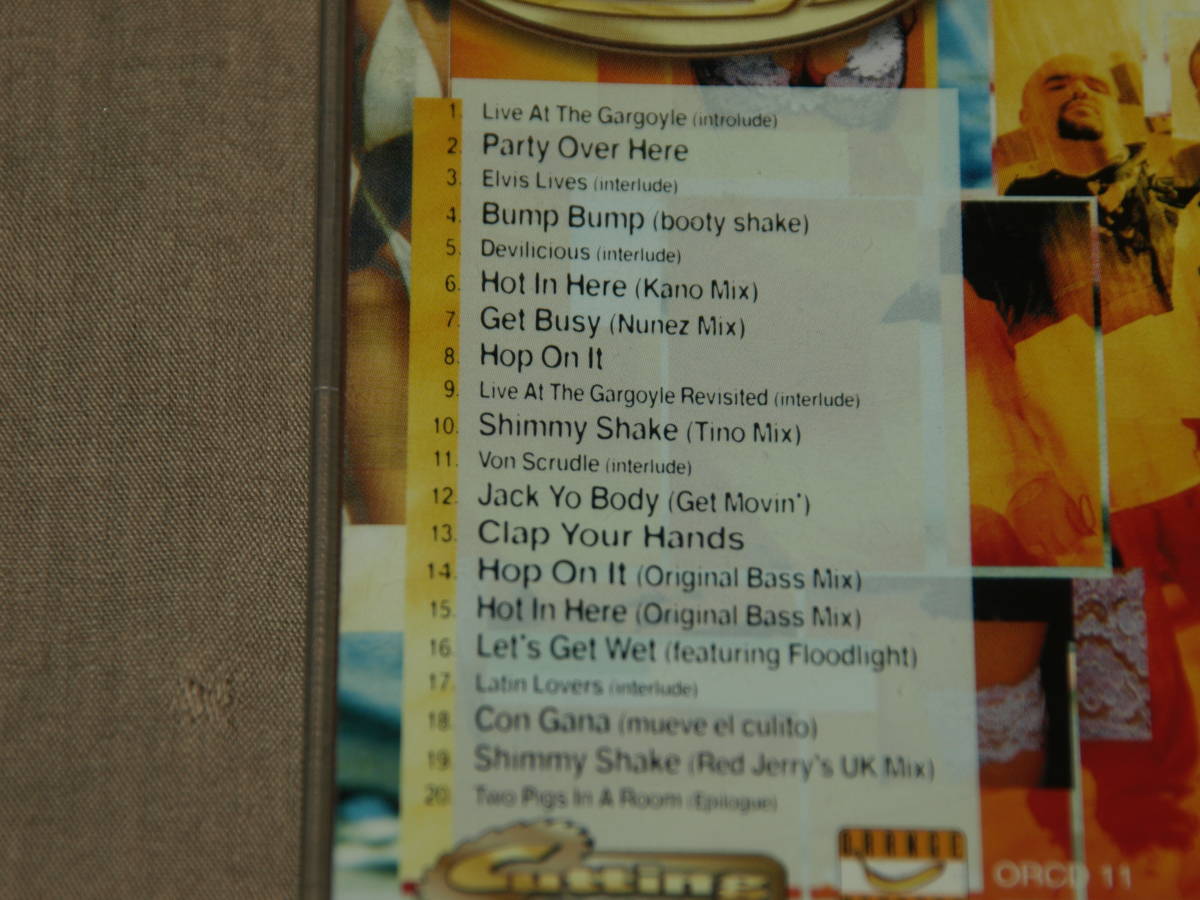 1. Live At The Gargoyle (introlude)
2. Party Over Here
3. Elvis Lives (interlude)
4. Bump Bump (booty shake)
5. Devilicious (interlude)
6. Hot In Here (Kano Mix)
7. Get Busy (Nunez Mix)
8. Hop On It
9. Live At The Gargoyle Revisited (interlude)
10. Shimmy Shake (Tino Mix)
11. Von Scrudle (interlude)
12. Jack Yo Body (Get Movin')
13. Clap Your Hands
14. Hop On It (Original Bass Mix)
15. Hot In Here (Original Bass Mix)
16. Let's Get Wet (featuring Floodlight)
17. Latin Lovers (interlude)
18. Con Gana (mueve el culito)
19. Shimmy Shake (Red Jerry's UK Mix)
20. Two Pigs In A Room (Epilogue)
Cutting
ORANGE
ORCD 11